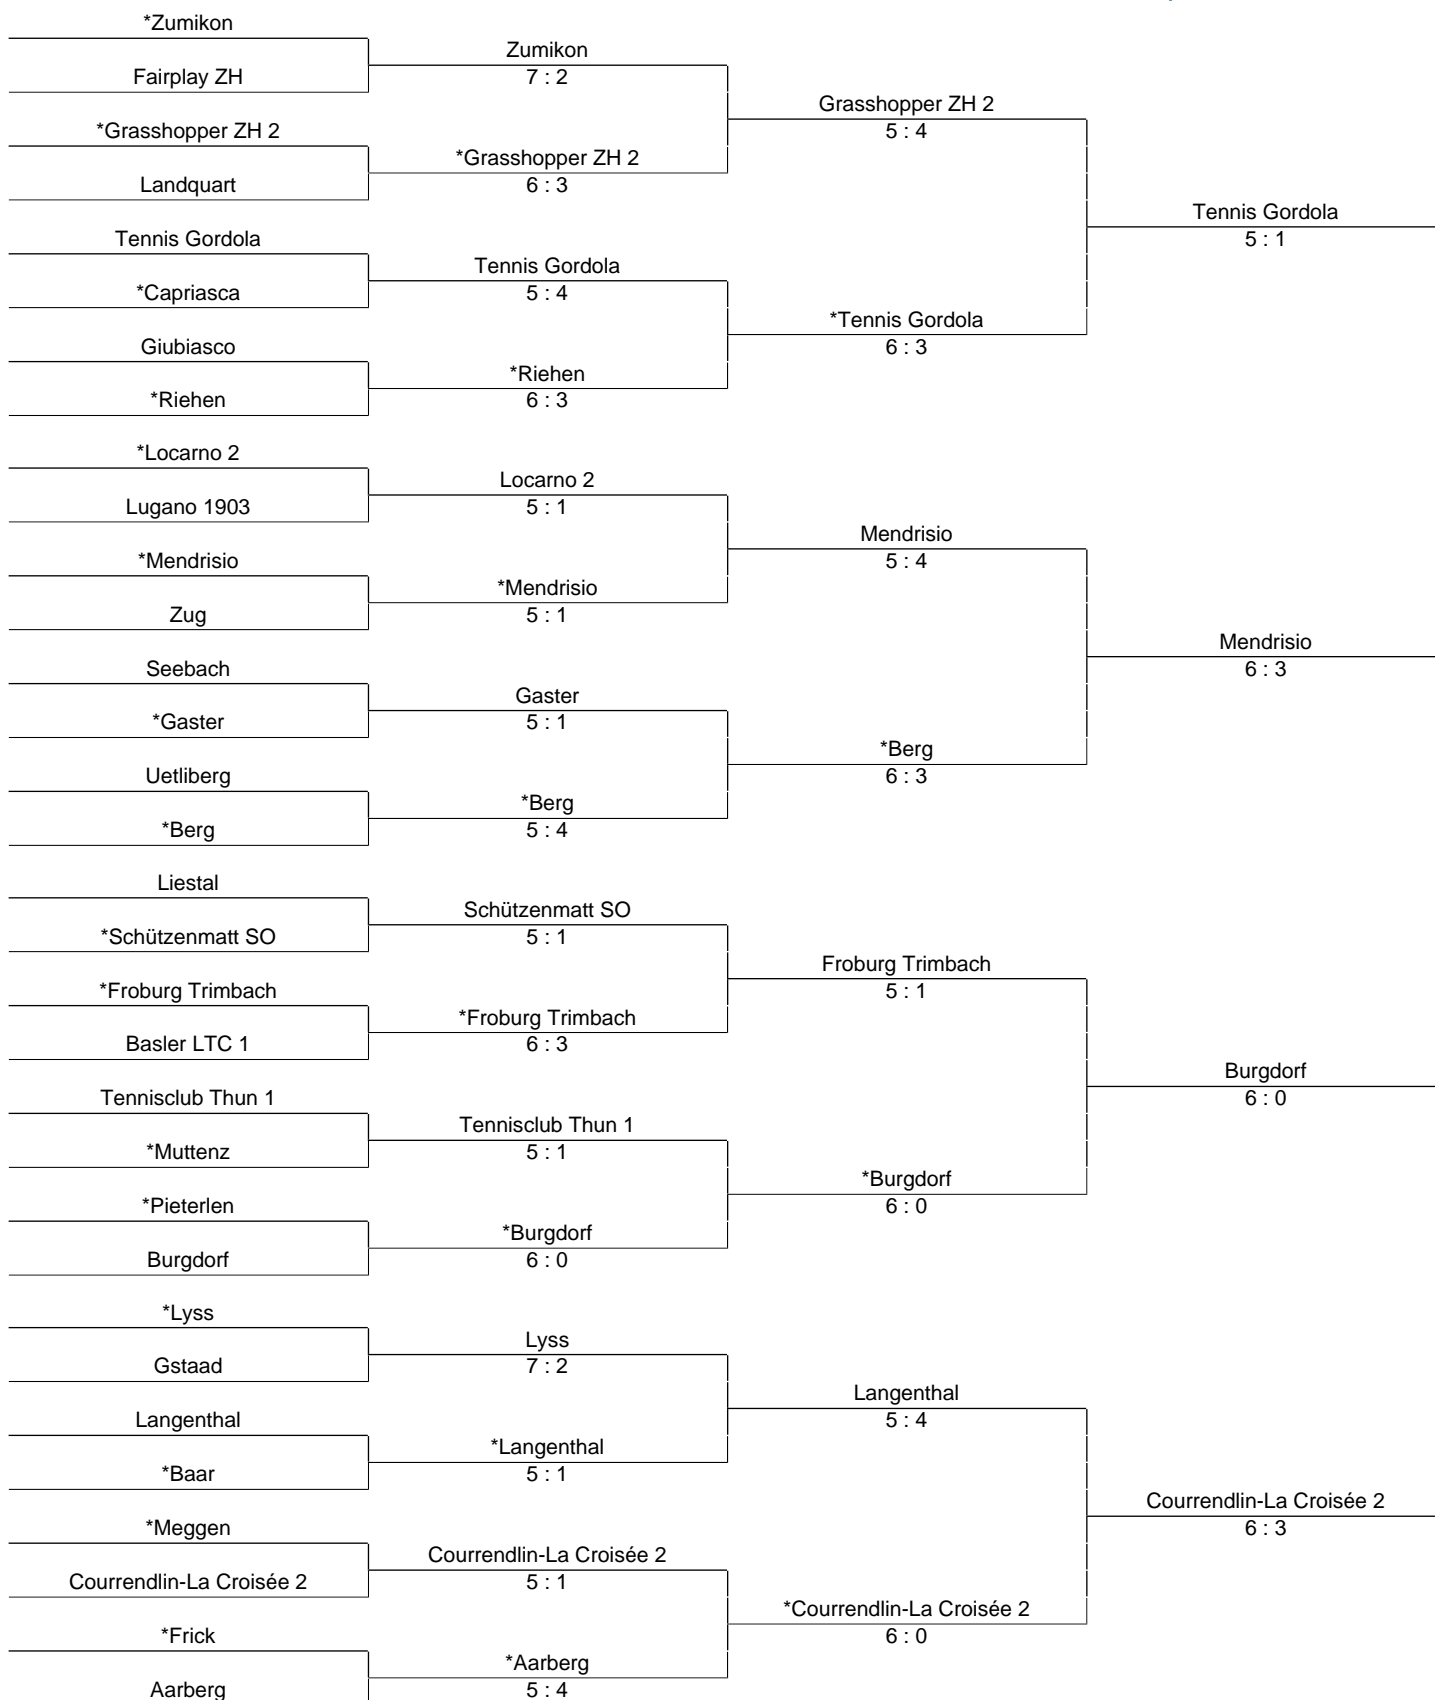 *Zumikon
Zumikon
Fairplay ZH
7 : 2
Grasshopper ZH 2
*Grasshopper ZH 2
5 : 4
*Grasshopper ZH 2
Landquart
6 : 3
Tennis Gordola
Tennis Gordola
5 : 1
Tennis Gordola
*Capriasca
5 : 4
*Tennis Gordola
Giubiasco
6 : 3
*Riehen
*Riehen
6 : 3
*Locarno 2
Locarno 2
Lugano 1903
5 : 1
Mendrisio
*Mendrisio
5 : 4
*Mendrisio
Zug
5 : 1
Mendrisio
Seebach
6 : 3
Gaster
*Gaster
5 : 1
*Berg
Uetliberg
6 : 3
*Berg
*Berg
5 : 4
Liestal
Schützenmatt SO
*Schützenmatt SO
5 : 1
Froburg Trimbach
*Froburg Trimbach
5 : 1
*Froburg Trimbach
Basler LTC 1
6 : 3
Burgdorf
Tennisclub Thun 1
6 : 0
Tennisclub Thun 1
*Muttenz
5 : 1
*Burgdorf
*Pieterlen
6 : 0
*Burgdorf
Burgdorf
6 : 0
*Lyss
Lyss
Gstaad
7 : 2
Langenthal
Langenthal
5 : 4
*Langenthal
*Baar
5 : 1
Courrendlin-La Croisée 2
*Meggen
6 : 3
Courrendlin-La Croisée 2
Courrendlin-La Croisée 2
5 : 1
*Courrendlin-La Croisée 2
*Frick
6 : 0
*Aarberg
Aarberg
5 : 4